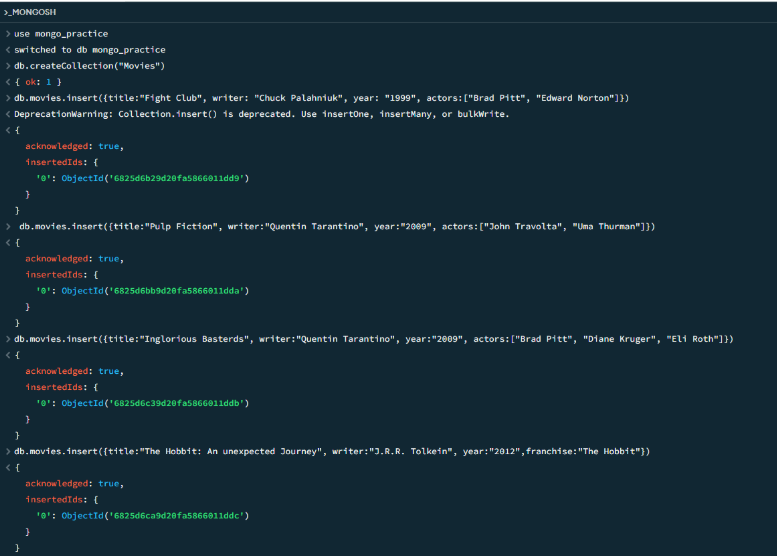 >_MONGOSH
> use mongo_practice
< switched to db mongo_practice
> db.createCollection("Movies")
< { ok: 1 }
> db.movies.insert({title:"Fight Club", writer: "Chuck Palahniuk", year: "1999", actors:["Brad Pitt", "Edward Norton"]})
< DeprecationWarning: Collection.insert() is deprecated. Use insertOne, insertMany, or bulkWrite.
< {
acknowledged: true,
insertedIds: {
'0': ObjectId('6825d6b29d20fa5866011dd9')
}
}
> db.movies.insert({title:"Pulp Fiction", writer:"Quentin Tarantino", year:"2009", actors:["John Travolta", "Uma Thurman"]})
< {
acknowledged: true,
insertedIds: {
'0': ObjectId('6825d6bb9d20fa5866011dda')
}
}
> db.movies.insert({title:"Inglorious Basterds", writer:"Quentin Tarantino", year:"2009", actors:["Brad Pitt", "Diane Kruger", "Eli Roth"]})
< {
acknowledged: true,
insertedIds: {
'0': ObjectId('6825d6c39d20fa5866011ddb')
}
}
> db.movies.insert({title:"The Hobbit: An unexpected Journey", writer:"J.R.R. Tolkein", year:"2012",franchise:"The Hobbit"})
< {
acknowledged: true,
insertedIds: {
'0': ObjectId('6825d6ca9d20fa5866011ddc')
}
}